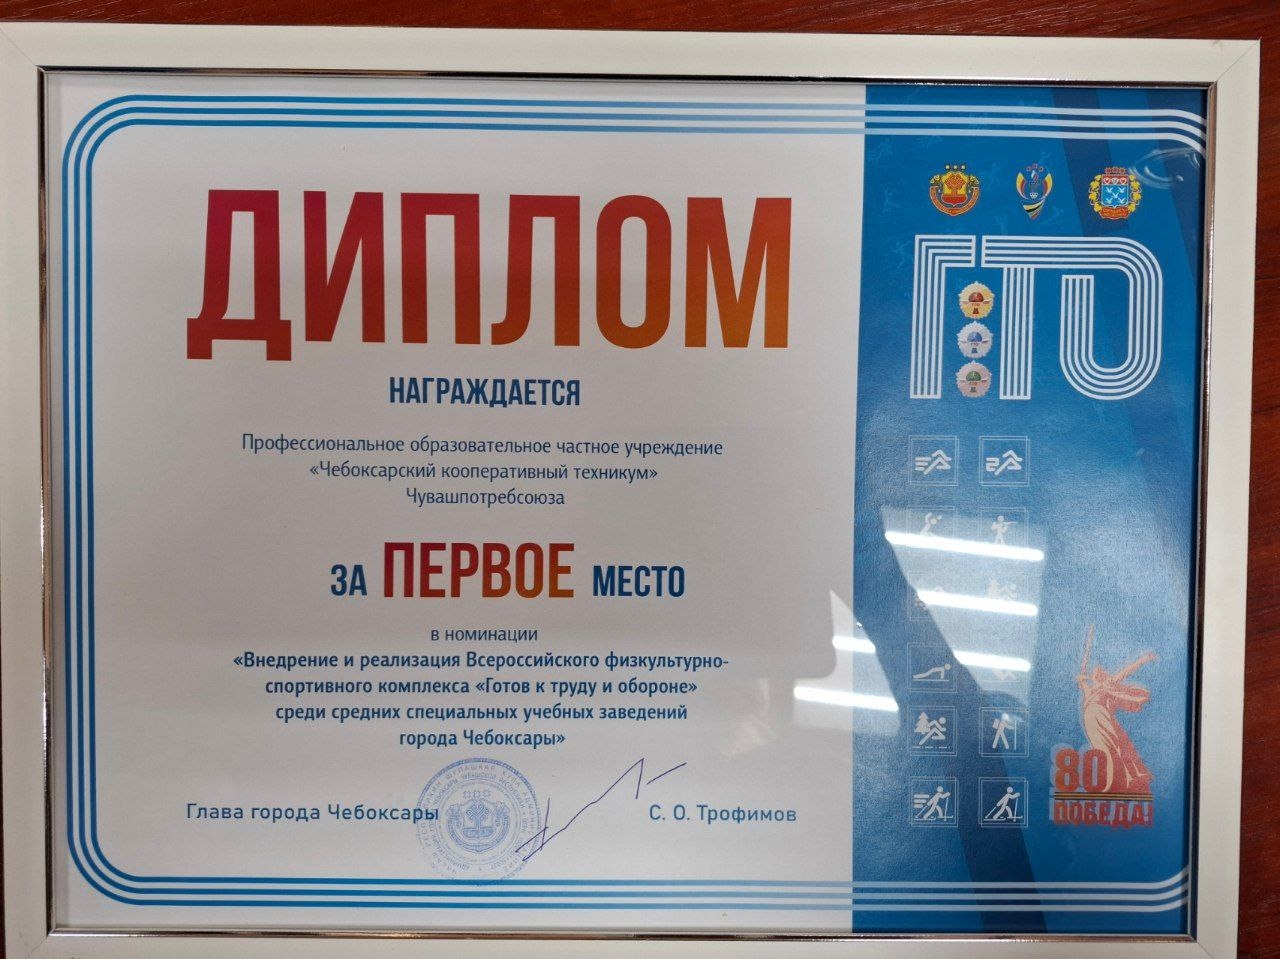 ДИПЛОМ
НАГРАЖДАЕТСЯ
Профессиональное образовательное частное учреждение
«Чебоксарский кооперативный техникум»
Чувашпотребсоюза
ЗА ПЕРВОЕ МЕСТО
в номинации
«Внедрение и реализация Всероссийского физкультурно-
спортивного комплекса «Готов к труду и обороне»
среди средних специальных учебных заведений
города Чебоксары»
Глава города Чебоксары
С. О. Трофимов
ГТО
80
ПОБЕДА!